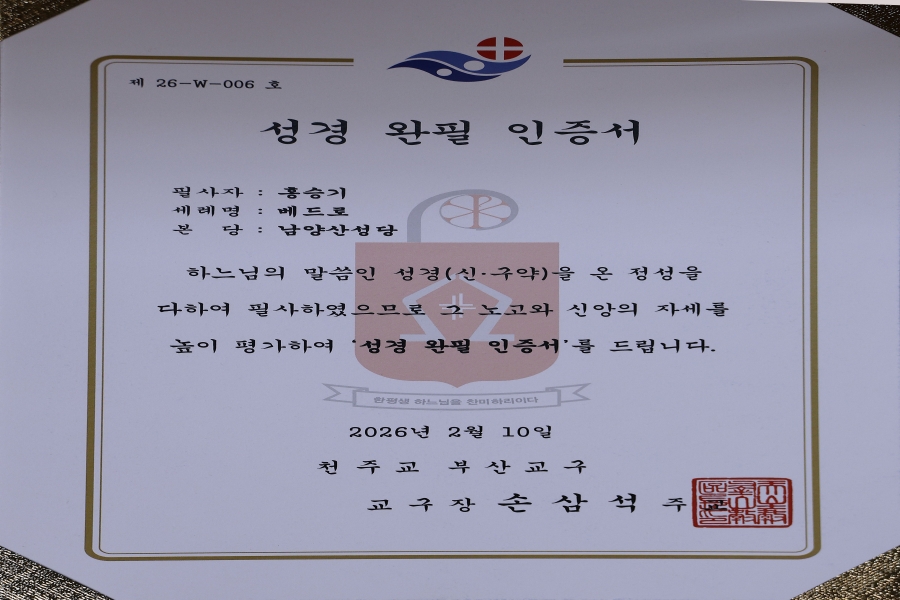 제 26-W-006 호
성경 완필 인증서
필사자 : 홍승기
세례명 : 베드로
본 당 : 남양산성당
하느님의 말씀인 성경(신·구약)을 온 정성을
다하여 필사하였으므로 그 노고와 신앙의 자세를
높이 평가하여 '성경 완필 인증서'를 드립니다.
한평생 하느님을 찬미하리이다
2026년 2월 10일
천주교 부산교구
교구장 손삼석 주교